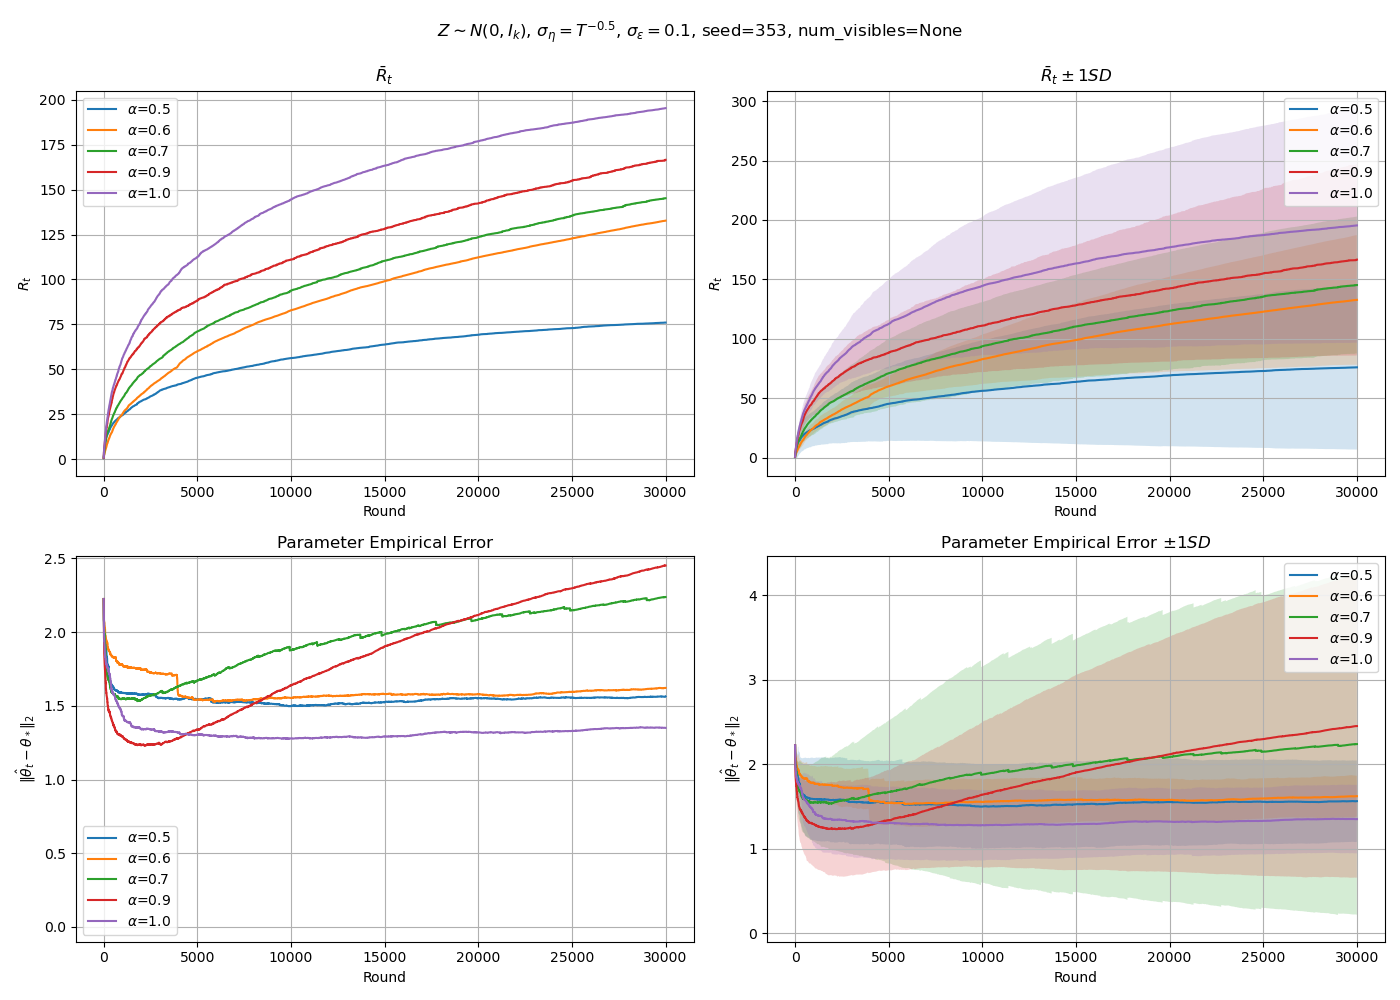 Z ~ N(0, I_k), σ_η = T^{-0.5}, σ_ε = 0.1, seed=353, num_visibles=None
R̄_t
R_t
200
175
150
125
100
75
50
25
0
α=0.5
α=0.6
α=0.7
α=0.9
α=1.0
0 5000 10000 15000 20000 25000 30000
Round
R̄_t ± 1SD
R_t
300
250
200
150
100
50
0
α=0.5
α=0.6
α=0.7
α=0.9
α=1.0
0 5000 10000 15000 20000 25000 30000
Round
Parameter Empirical Error
‖θ̂_t − θ*‖_2
2.5
2.0
1.5
1.0
0.5
0.0
α=0.5
α=0.6
α=0.7
α=0.9
α=1.0
0 5000 10000 15000 20000 25000 30000
Round
Parameter Empirical Error ±1SD
‖θ̂_t − θ*‖_2
4
3
2
1
0
α=0.5
α=0.6
α=0.7
α=0.9
α=1.0
0 5000 10000 15000 20000 25000 30000
Round